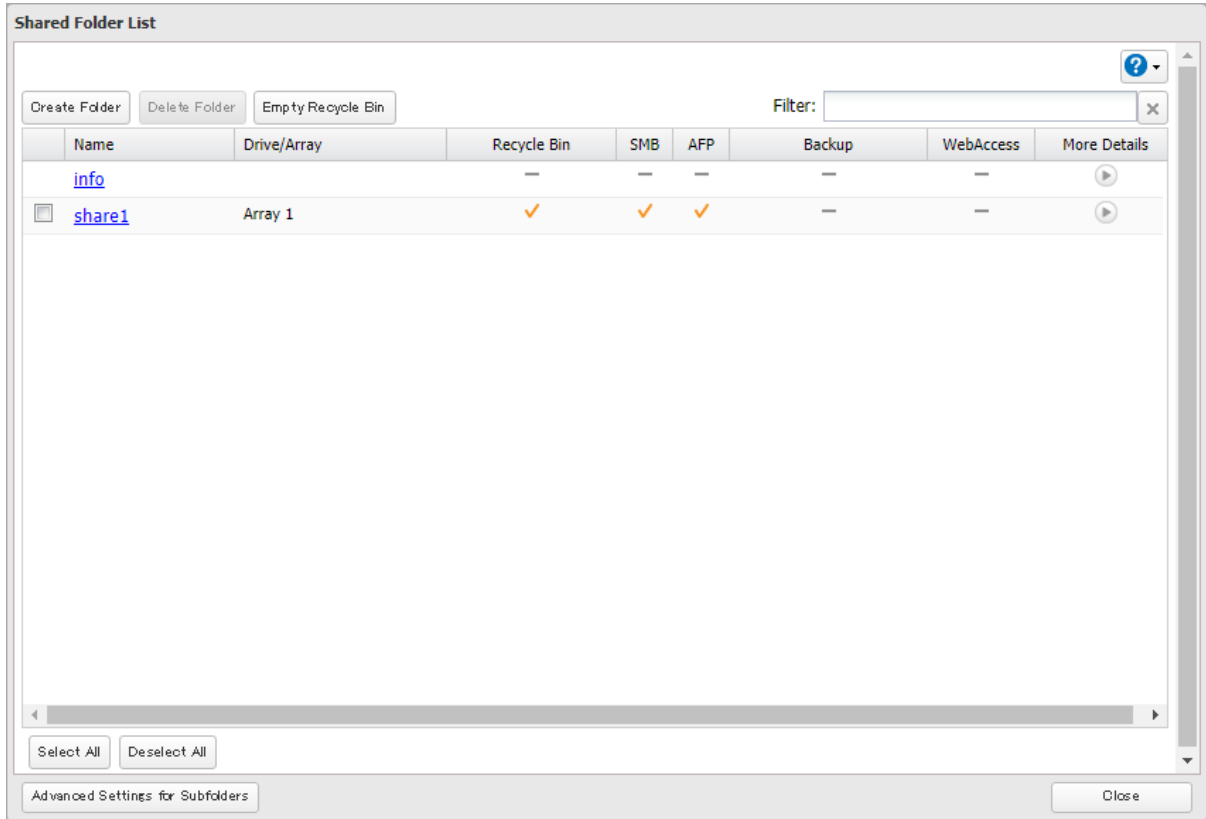 Shared Folder List
?
Create Folder Delete Folder Empty Recycle Bin Filter:
Name Drive/Array Recycle Bin SMB AFP Backup WebAccess More Details
info
share1 Array 1
Select All Deselect All
Advanced Settings for Subfolders Close